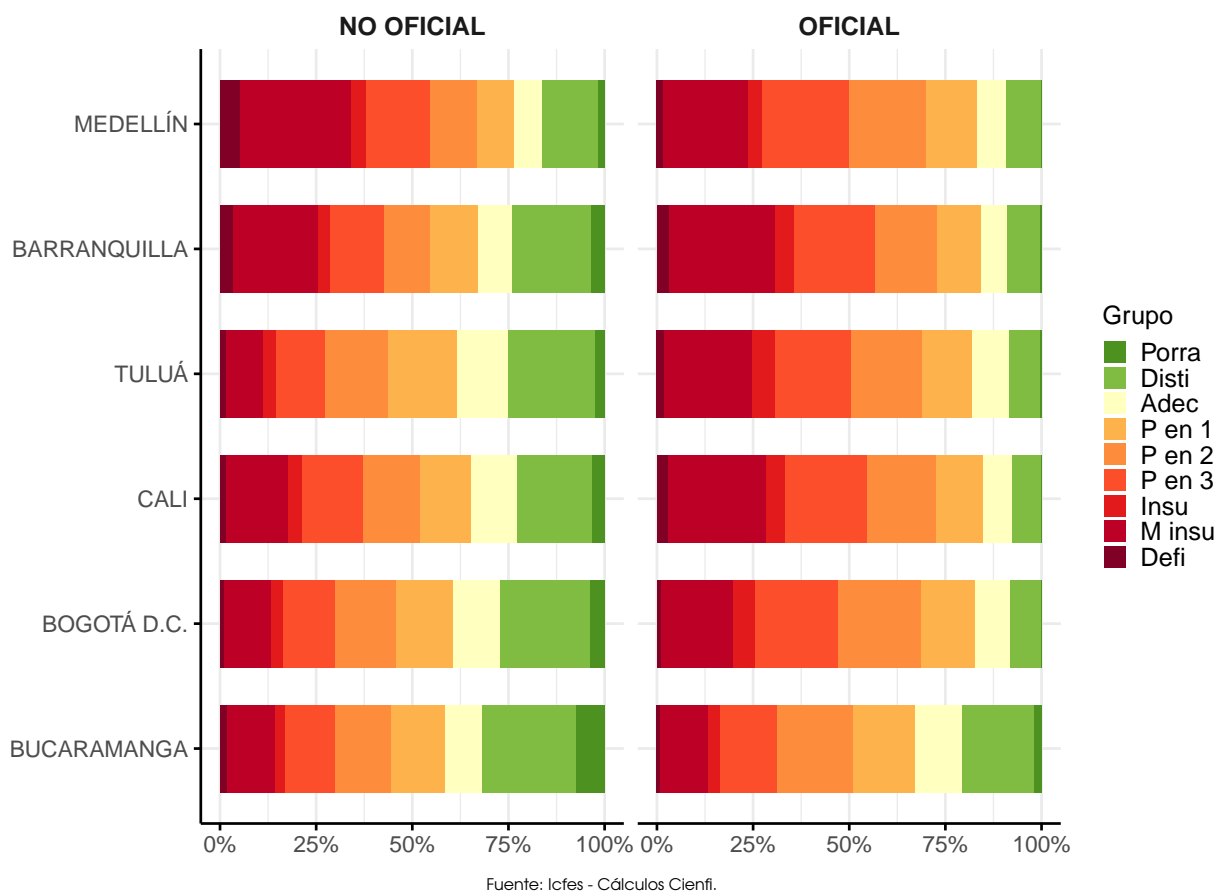 NO OFICIAL
OFICIAL
MEDELLÍN
BARRANQUILLA
TULUÁ
CALI
BOGOTÁ D.C.
BUCARAMANGA
0% 25% 50% 75% 100%
0% 25% 50% 75% 100%
Grupo
Porra
Disti
Adec
P en 1
P en 2
P en 3
Insu
M insu
Defi
Fuente: Icfes - Cálculos Cienfi.